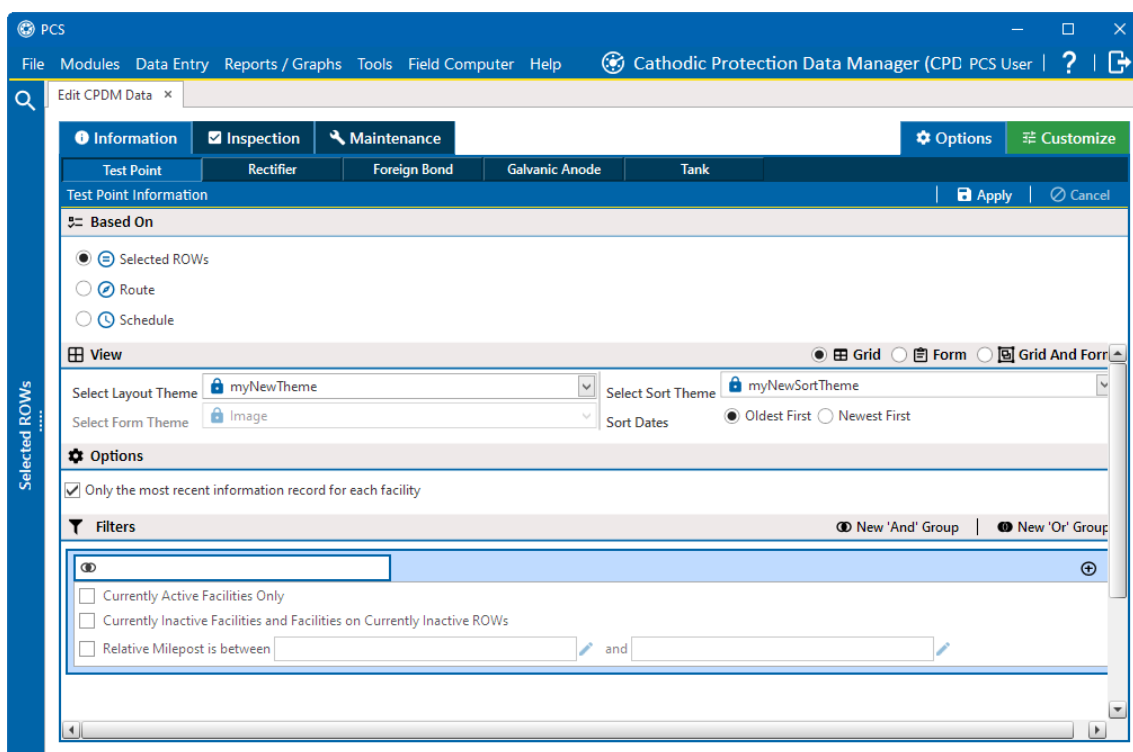 PCS
File Modules Data Entry Reports / Graphs Tools Field Computer Help Cathodic Protection Data Manager (CPD PCS User | ? |
Edit CPDM Data ×
Information Inspection Maintenance Options Customize
Test Point Rectifier Foreign Bond Galvanic Anode Tank
Test Point Information | Apply | Cancel
Based On
Selected ROWs
Route
Schedule
View Grid Form Grid And Form
Select Layout Theme myNewTheme Select Sort Theme myNewSortTheme
Select Form Theme Image Sort Dates Oldest First Newest First
Options
Only the most recent information record for each facility
Filters New 'And' Group | New 'Or' Group
Currently Active Facilities Only
Currently Inactive Facilities and Facilities on Currently Inactive ROWs
Relative Milepost is between and
Selected ROWs